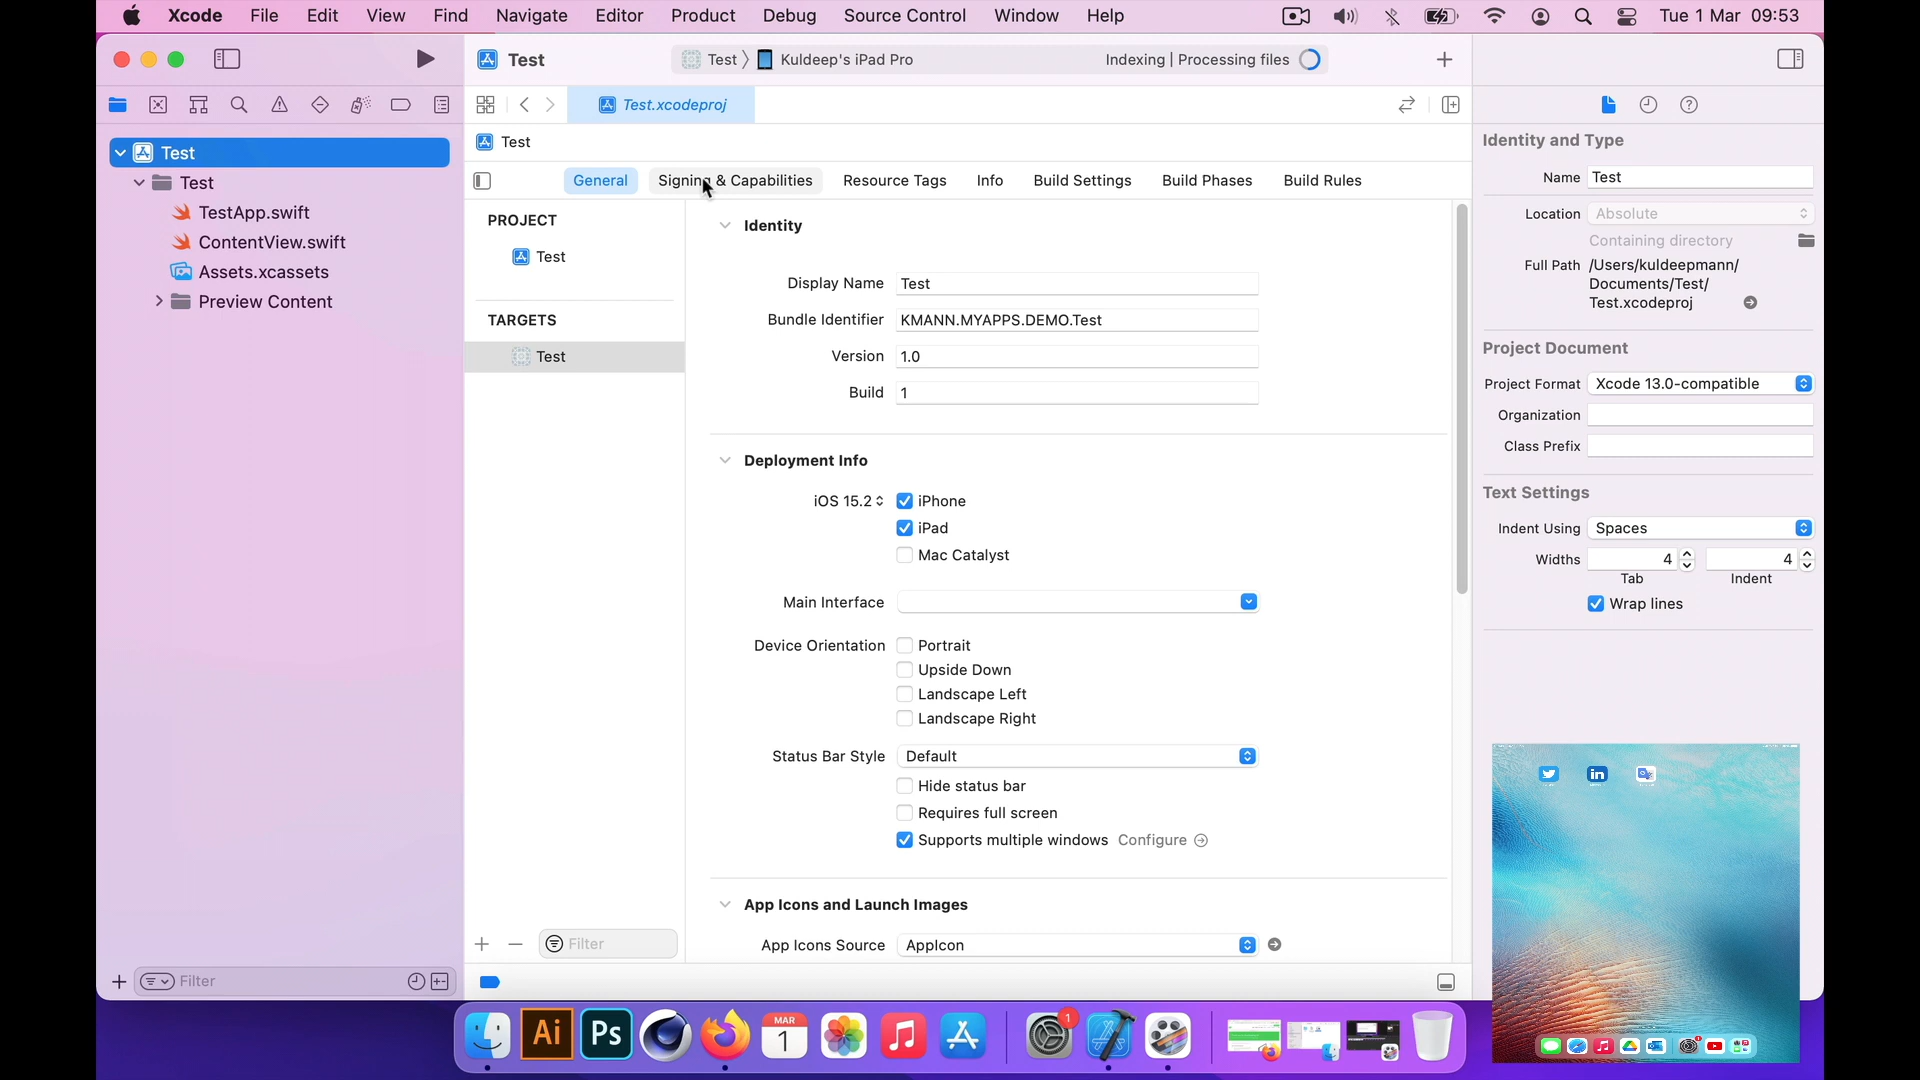 Xcode File Edit View Find Navigate Editor Product Debug Source Control Window Help Tue 1 Mar 09:53
Test Test 〉 Kuldeep's iPad Pro Indexing | Processing files
Test.xcodeproj
Test
General Signing & Capabilities Resource Tags Info Build Settings Build Phases Build Rules
Test
Test
TestApp.swift
ContentView.swift
Assets.xcassets
Preview Content
Filter
PROJECT
Test
TARGETS
Test
Filter
Identity
Display Name Test
Bundle Identifier KMANN.MYAPPS.DEMO.Test
Version 1.0
Build 1
Deployment Info
iOS 15.2 iPhone
iPad
Mac Catalyst
Main Interface
Device Orientation Portrait
Upside Down
Landscape Left
Landscape Right
Status Bar Style Default
Hide status bar
Requires full screen
Supports multiple windows Configure
App Icons and Launch Images
App Icons Source AppIcon
Identity and Type
Name Test
Location Absolute
Containing directory
Full Path /Users/kuldeepmann/
Documents/Test/
Test.xcodeproj
Project Document
Project Format Xcode 13.0-compatible
Organization
Class Prefix
Text Settings
Indent Using Spaces
Widths 4 4
Tab Indent
Wrap lines
in
Ai Ps MAR
1
1